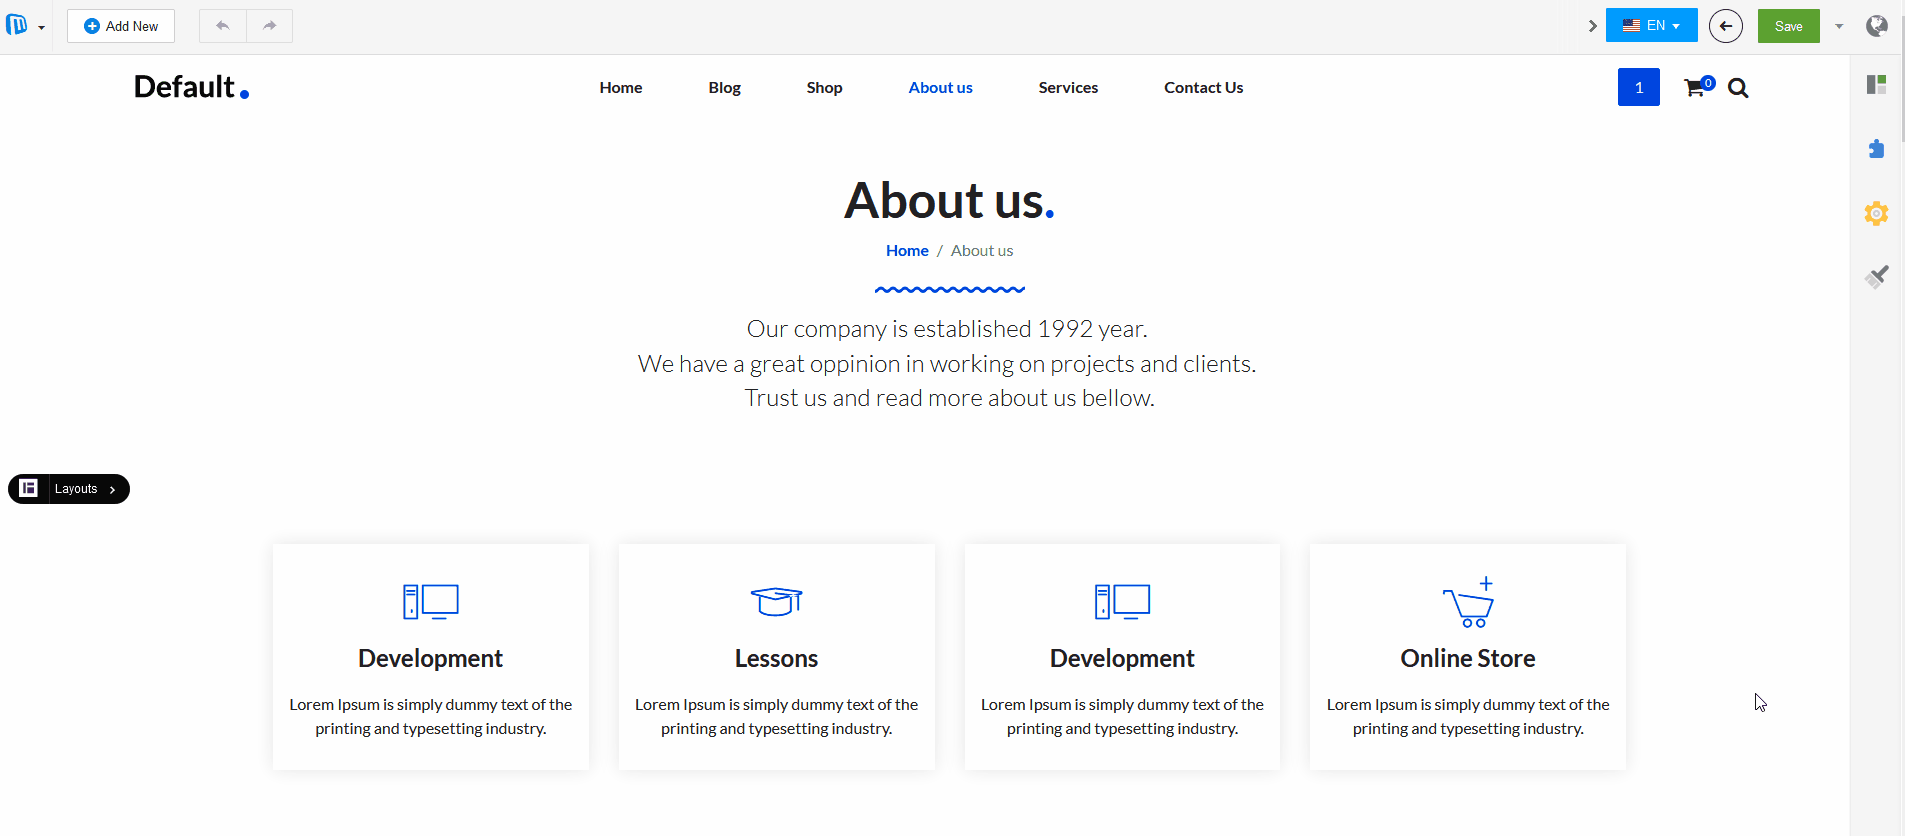 Add New
EN
Save
Default.
Home
Blog
Shop
About us
Services
Contact Us
1
0
About us.
Home / About us
Our company is established 1992 year.
We have a great oppinion in working on projects and clients.
Trust us and read more about us bellow.
Layouts
Development
Lorem Ipsum is simply dummy text of the
printing and typesetting industry.
Lessons
Lorem Ipsum is simply dummy text of the
printing and typesetting industry.
Development
Lorem Ipsum is simply dummy text of the
printing and typesetting industry.
Online Store
Lorem Ipsum is simply dummy text of the
printing and typesetting industry.